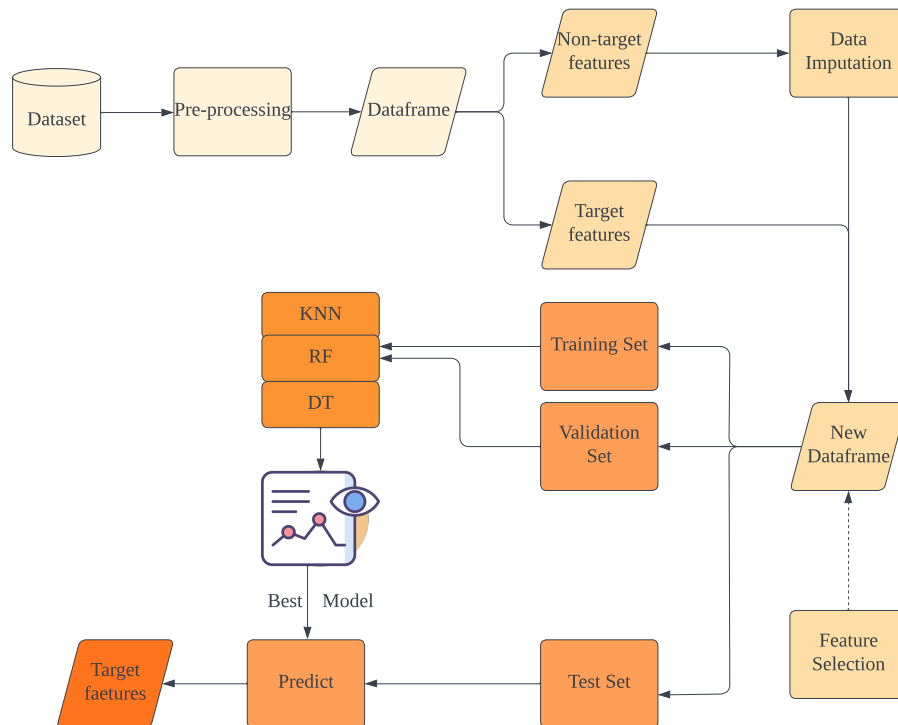 Non-target
features
Data
Imputation
Dataset
Pre-processing
Dataframe
Target
features
KNN
RF
DT
Training Set
Validation
Set
New
Dataframe
Best Model
Target
faetures
Predict
Test Set
Feature
Selection